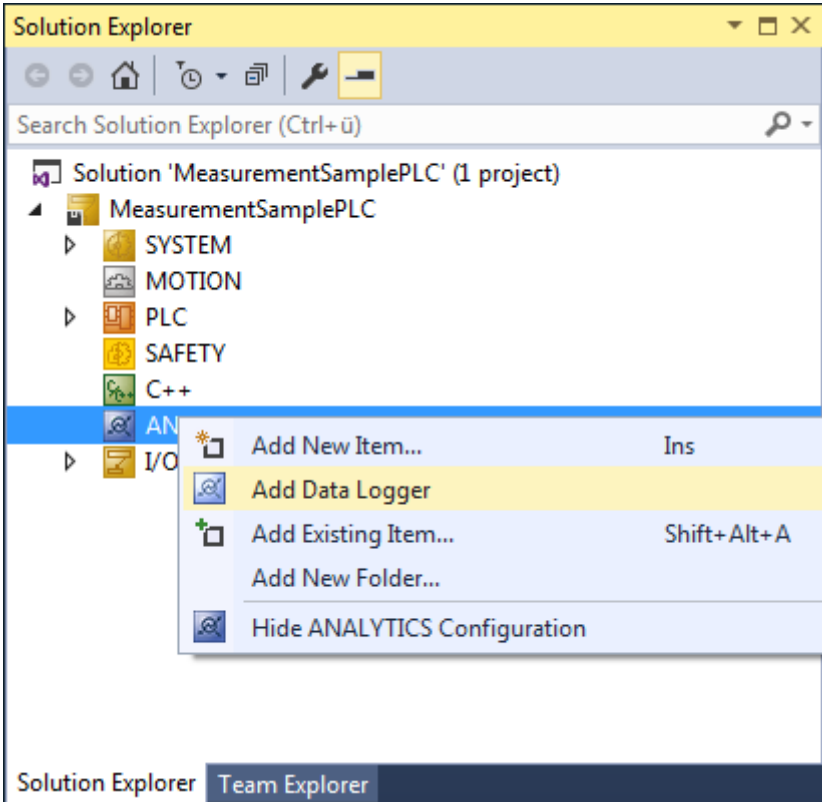 Solution Explorer
Search Solution Explorer (Ctrl+ü)
Solution 'MeasurementSamplePLC' (1 project)
MeasurementSamplePLC
SYSTEM
MOTION
PLC
SAFETY
C++
AN
I/O
Add New Item... Ins
Add Data Logger
Add Existing Item... Shift+Alt+A
Add New Folder...
Hide ANALYTICS Configuration
Solution Explorer Team Explorer